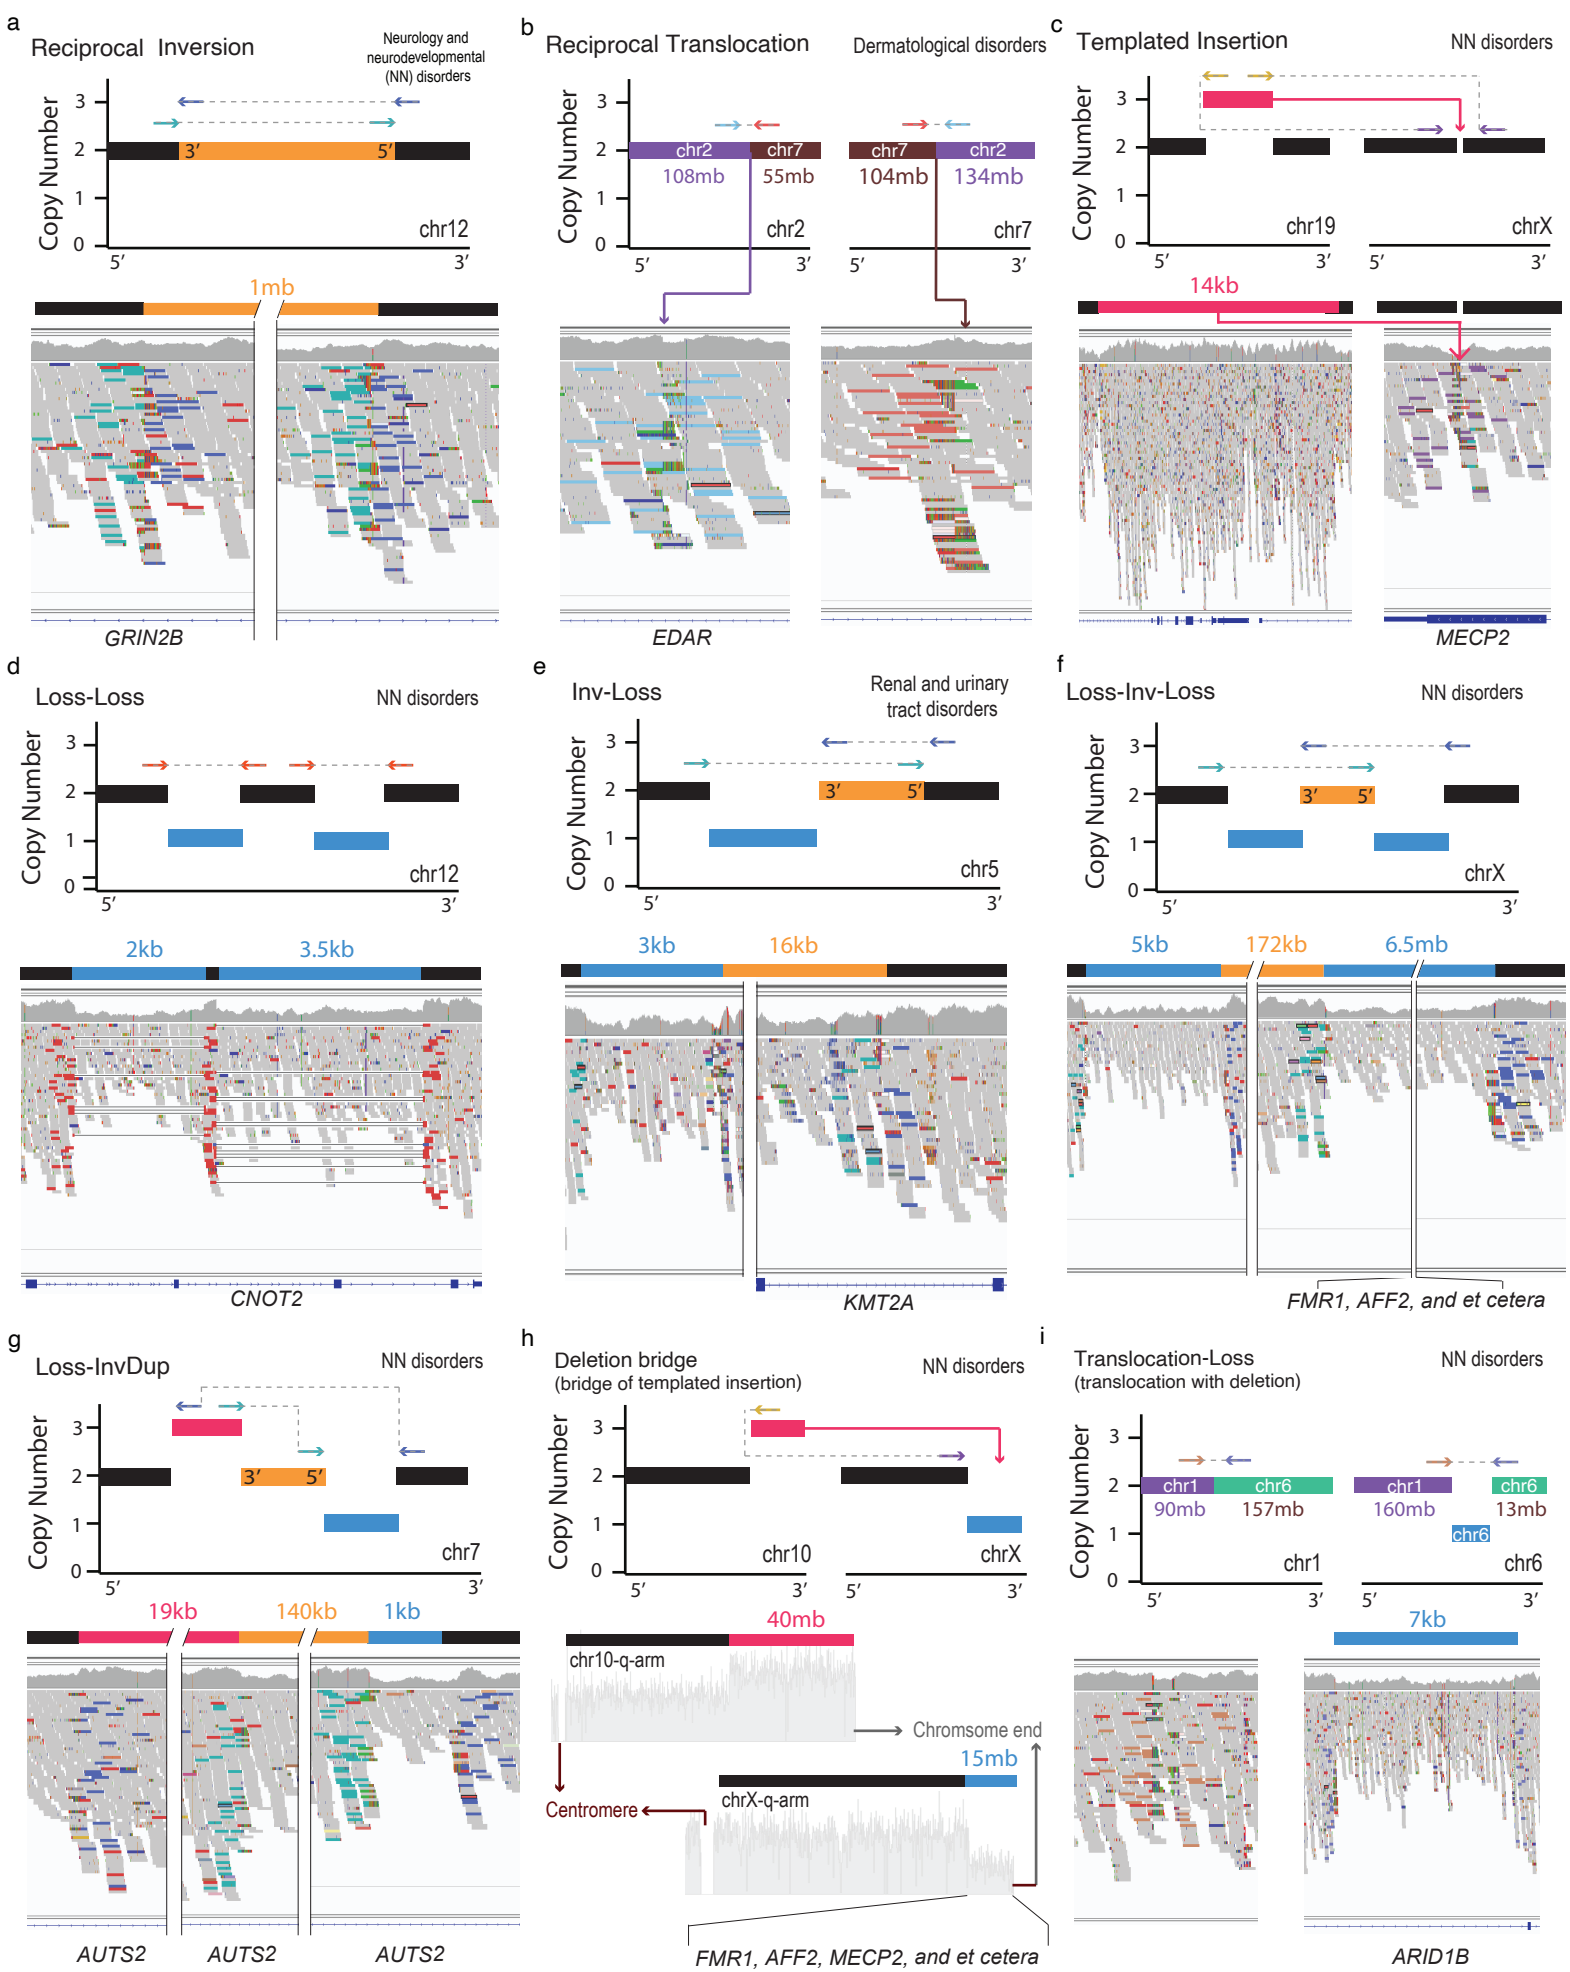 a
Reciprocal Inversion
Neurology and
neurodevelopmental
(NN) disorders
Copy Number
3
2
1
0
3′ 5′
chr12
5′ 3′
1mb
GRIN2B
b
Reciprocal Translocation
Dermatological disorders
Copy Number
3
2
1
0
chr2 chr7 chr7 chr2
108mb 55mb 104mb 134mb
chr2 chr7
5′ 3′ 5′ 3′
EDAR
c
Templated Insertion
NN disorders
Copy Number
3
2
1
0
chr19 chrX
5′ 3′ 5′ 3′
14kb
MECP2
d
Loss-Loss
NN disorders
Copy Number
3
2
1
0
chr12
5′ 3′
2kb 3.5kb
CNOT2
e
Inv-Loss
Renal and urinary
tract disorders
Copy Number
3
2
1
0
3′ 5′
chr5
5′ 3′
3kb 16kb
KMT2A
f
Loss-Inv-Loss
NN disorders
Copy Number
3
2
1
0
3′ 5′
chrX
5′ 3′
5kb 172kb 6.5mb
FMR1, AFF2, and et cetera
g
Loss-InvDup
NN disorders
Copy Number
3
2
1
0
3′ 5′
chr7
5′ 3′
19kb 140kb 1kb
AUTS2 AUTS2 AUTS2
h
Deletion bridge
(bridge of templated insertion)
NN disorders
Copy Number
3
2
1
0
chr10 chrX
5′ 3′ 5′ 3′
40mb
chr10-q-arm
Chromsome end
15mb
chrX-q-arm
Centromere
FMR1, AFF2, MECP2, and et cetera
i
Translocation-Loss
(translocation with deletion)
NN disorders
Copy Number
3
2
1
0
chr1 chr6 chr1 chr6
90mb 157mb 160mb 13mb
chr6
chr1 chr6
5′ 3′ 5′ 3′
7kb
ARID1B